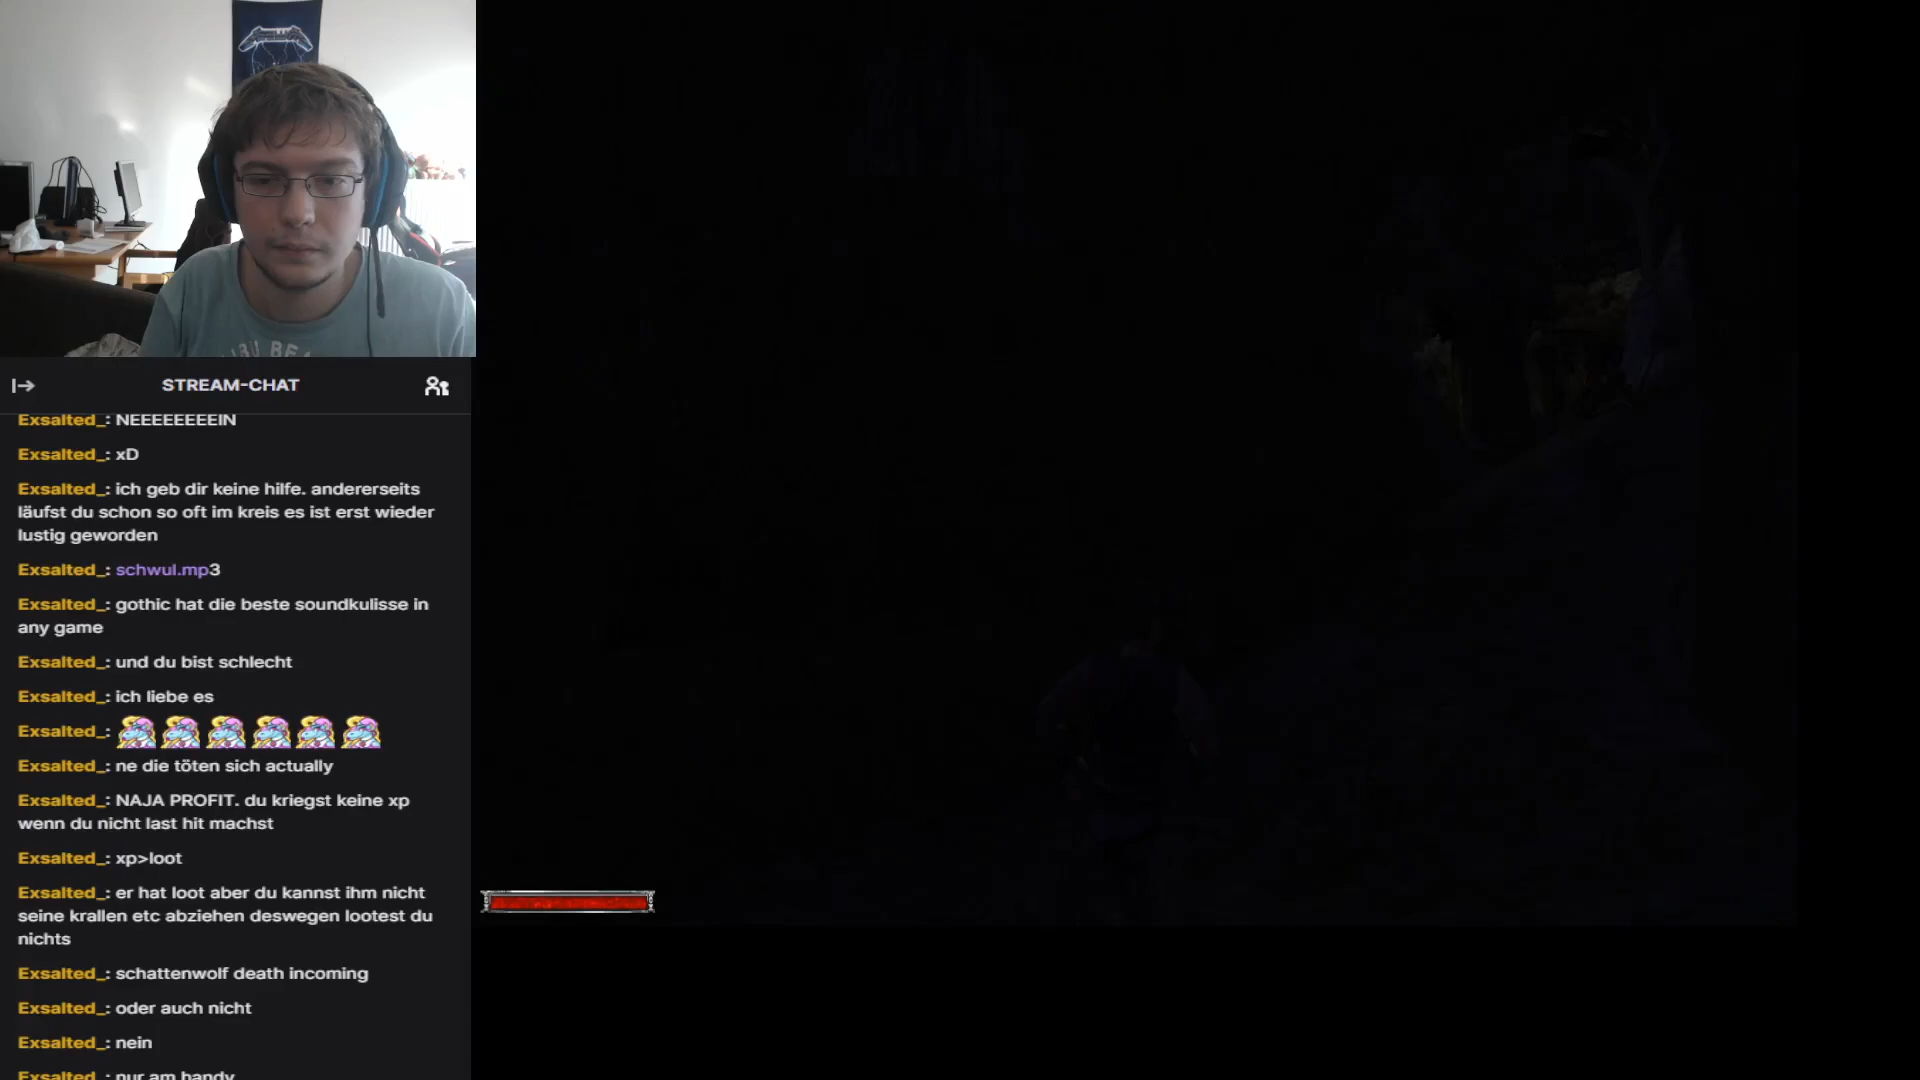 STREAM-CHAT
Exsalted_: NEEEEEEEEIN
Exsalted_: xD
Exsalted_: ich geb dir keine hilfe. andererseits
läufst du schon so oft im kreis es ist erst wieder
lustig geworden
Exsalted_: schwul.mp3
Exsalted_: gothic hat die beste soundkulisse in
any game
Exsalted_: und du bist schlecht
Exsalted_: ich liebe es
Exsalted_:
Exsalted_: ne die töten sich actually
Exsalted_: NAJA PROFIT. du kriegst keine xp
wenn du nicht last hit machst
Exsalted_: xp>loot
Exsalted_: er hat loot aber du kannst ihm nicht
seine krallen etc abziehen deswegen lootest du
nichts
Exsalted_: schattenwolf death incoming
Exsalted_: oder auch nicht
Exsalted_: nein
Exsalted_: nur am handy